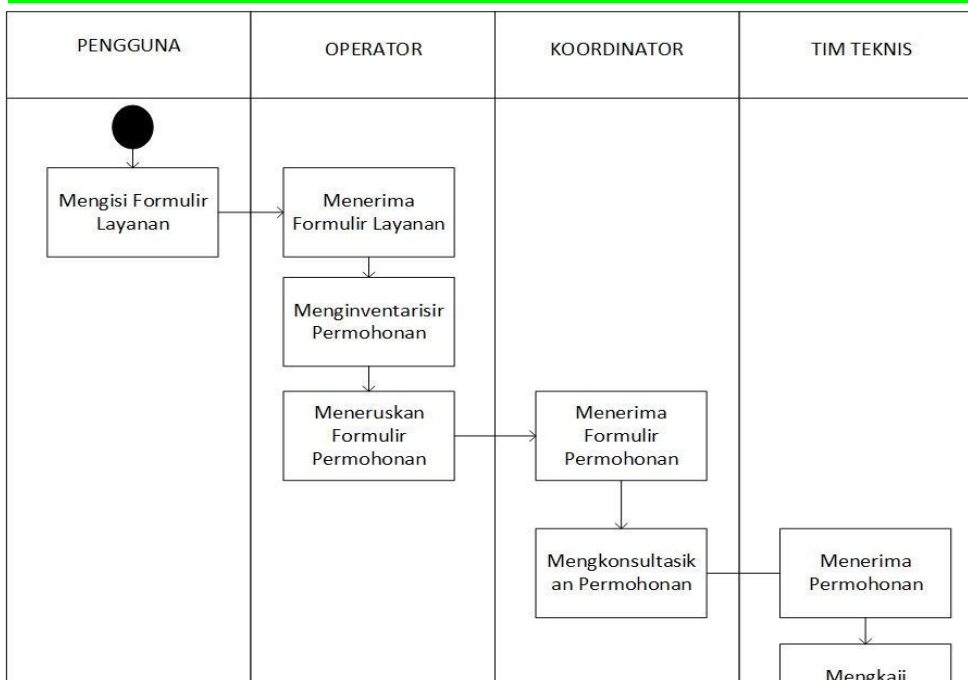 PENGGUNA
OPERATOR
KOORDINATOR
TIM TEKNIS
Mengisi Formulir
Layanan
Menerima
Formulir Layanan
Menginventarisir
Permohonan
Meneruskan
Formulir
Permohonan
Menerima
Formulir
Permohonan
Mengkonsultasik
an Permohonan
Menerima
Permohonan
Mengkaji